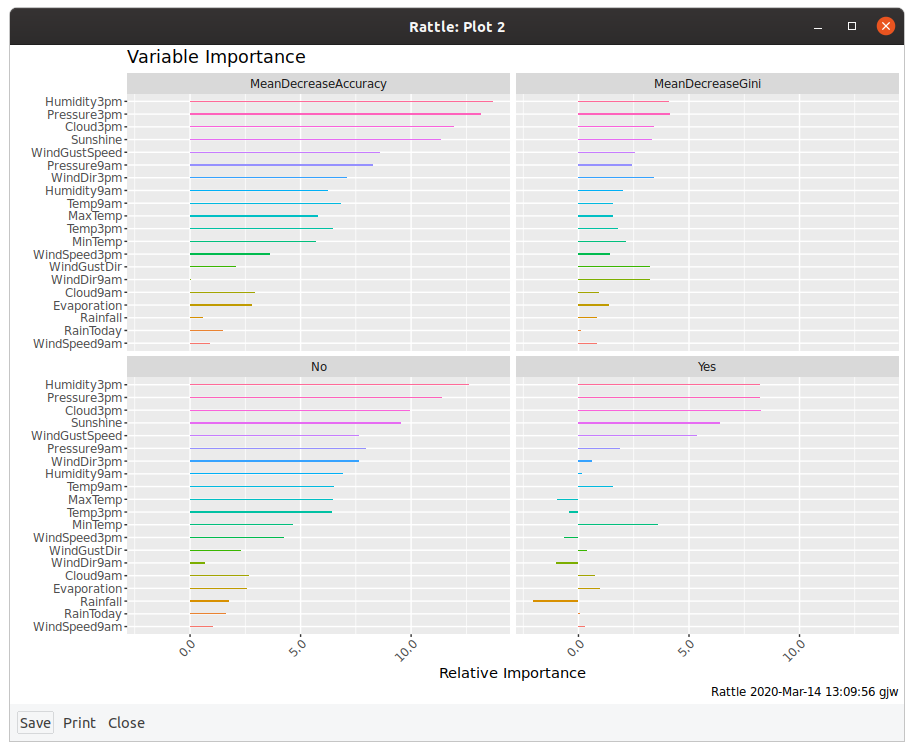 Rattle: Plot 2
Variable Importance
MeanDecreaseAccuracy
MeanDecreaseGini
Humidity3pm
Pressure3pm
Cloud3pm
Sunshine
WindGustSpeed
Pressure9am
WindDir3pm
Humidity9am
Temp9am
MaxTemp
Temp3pm
MinTemp
WindSpeed3pm
WindGustDir
WindDir9am
Cloud9am
Evaporation
Rainfall
RainToday
WindSpeed9am
No
Yes
Humidity3pm
Pressure3pm
Cloud3pm
Sunshine
WindGustSpeed
Pressure9am
WindDir3pm
Humidity9am
Temp9am
MaxTemp
Temp3pm
MinTemp
WindSpeed3pm
WindGustDir
WindDir9am
Cloud9am
Evaporation
Rainfall
RainToday
WindSpeed9am
0.0 5.0 10.0 0.0 5.0 10.0
Relative Importance
Rattle 2020-Mar-14 13:09:56 gjw
Save Print Close